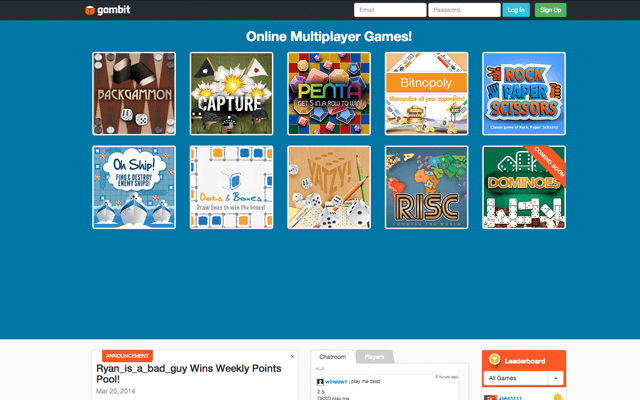 gambit
Email
Password
Log In
Sign Up
Online Multiplayer Games!
BACKGAMMON
CAPTURE
PENTA
GET 5 IN A ROW TO WIN!
Bitnopoly
Monopolize all your opponents!
ROCK
PAPER
SCISSORS
Classic game of Rock, Paper, Scissors!
Oh Ship!
FIND & DESTROY
ENEMY SHIPS!
Dots & Boxes
Draw lines to win the boxes!
YATZY!
RISC
CONQUER THE WORLD
COMING SOON
DOMINOES
ANNOUNCEMENT
×
Ryan_is_a_bad_guy Wins Weekly Points
Pool!
Mar 20, 2014
Chatroom
Players
6 hours ago
winslow1 : play me dssd
2.5
DSSD play me
Leaderboard
All Games
John1111